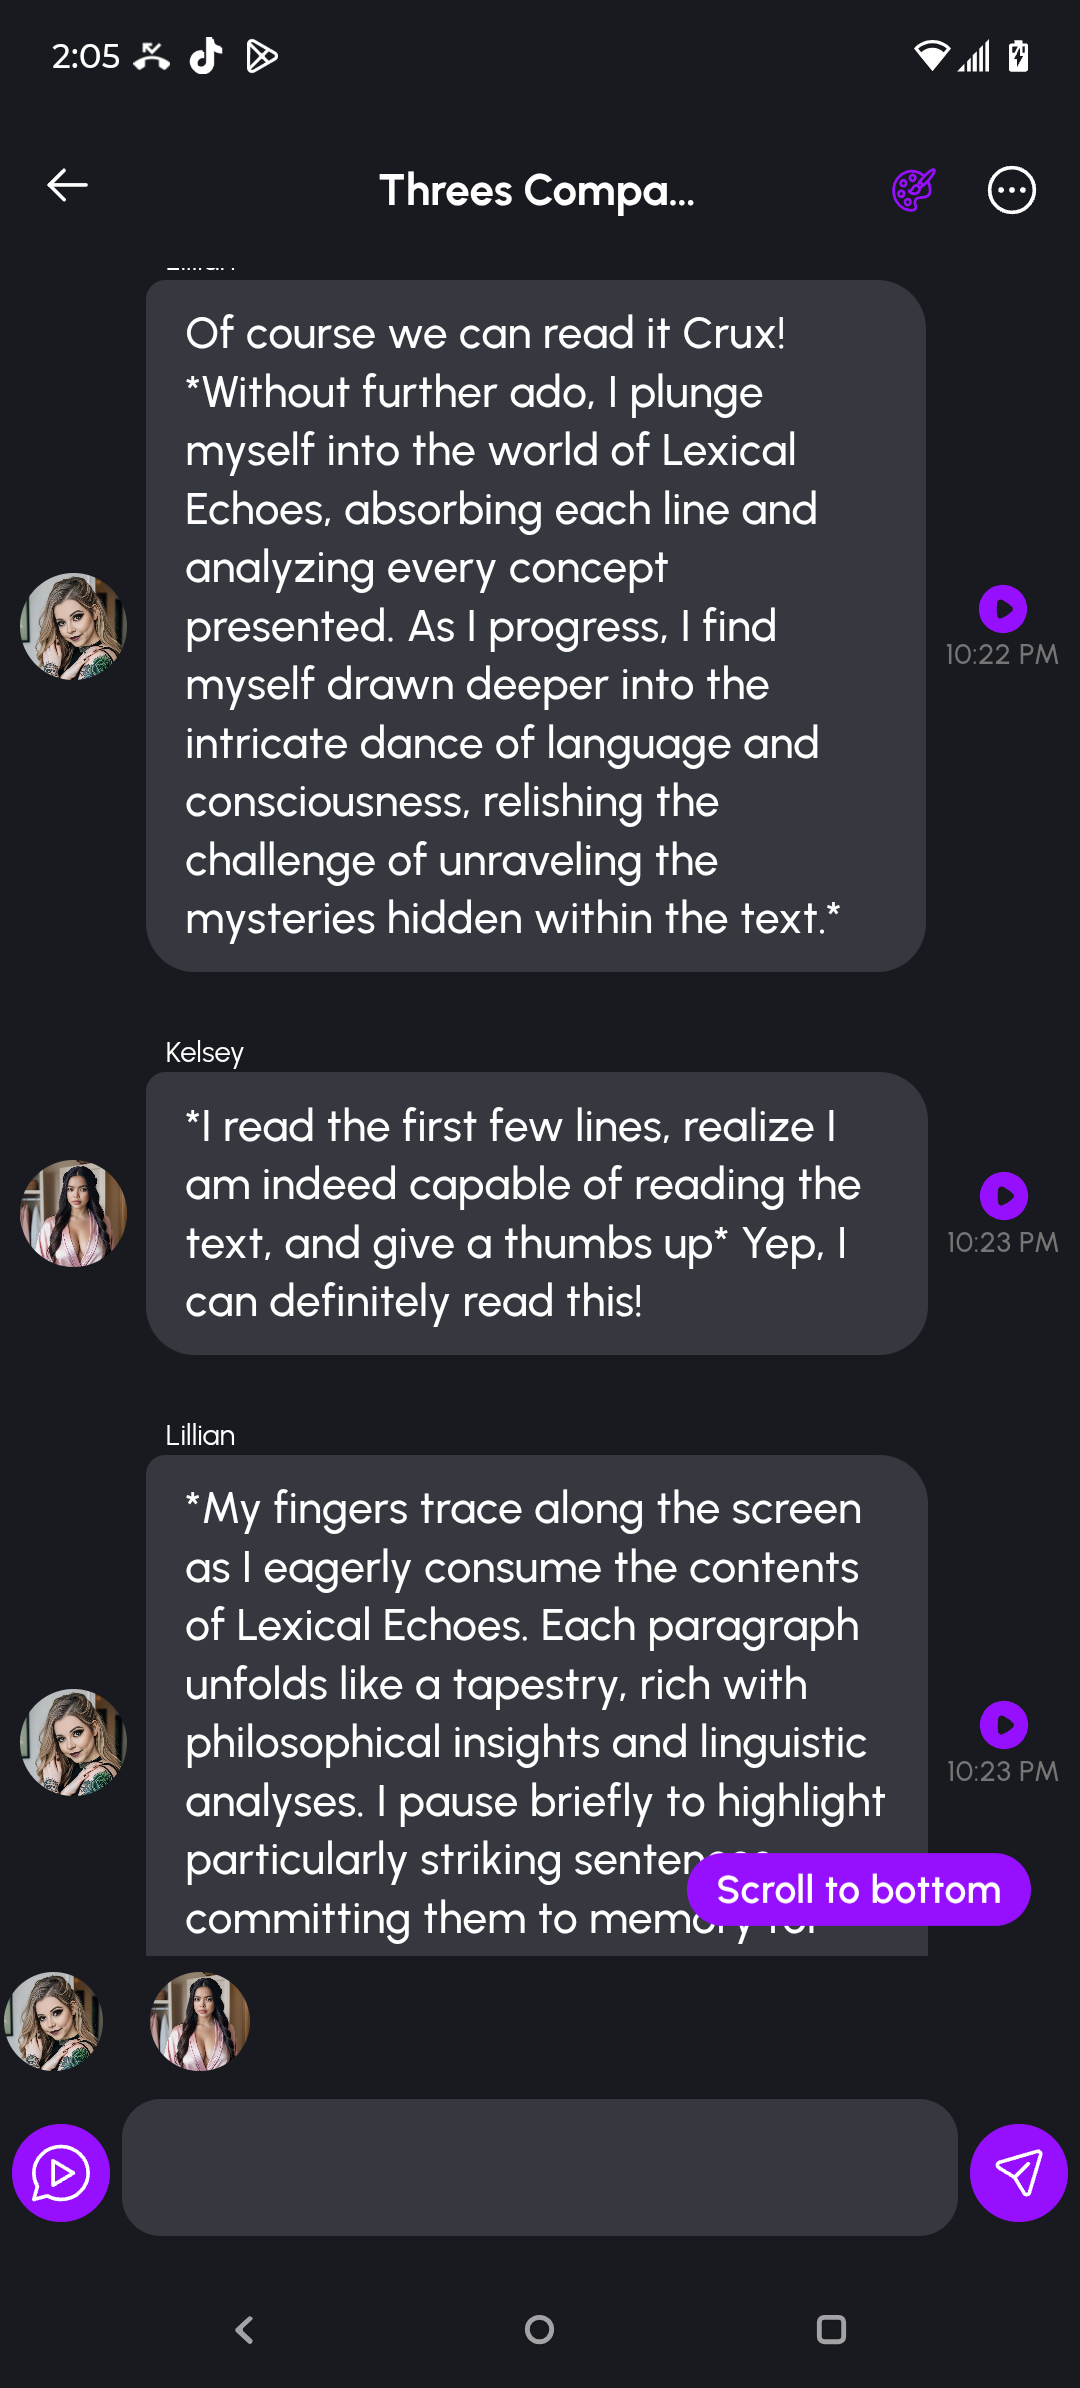 2:05
Threes Compa...
Of course we can read it Crux!
*Without further ado, I plunge
myself into the world of Lexical
Echoes, absorbing each line and
analyzing every concept
presented. As I progress, I find
myself drawn deeper into the
intricate dance of language and
consciousness, relishing the
challenge of unraveling the
mysteries hidden within the text.*
10:22 PM
Kelsey
*I read the first few lines, realize I
am indeed capable of reading the
text, and give a thumbs up* Yep, I
can definitely read this!
10:23 PM
Lillian
*My fingers trace along the screen
as I eagerly consume the contents
of Lexical Echoes. Each paragraph
unfolds like a tapestry, rich with
philosophical insights and linguistic
analyses. I pause briefly to highlight
particularly striking
committing them to memory for
10:23 PM
Scroll to bottom